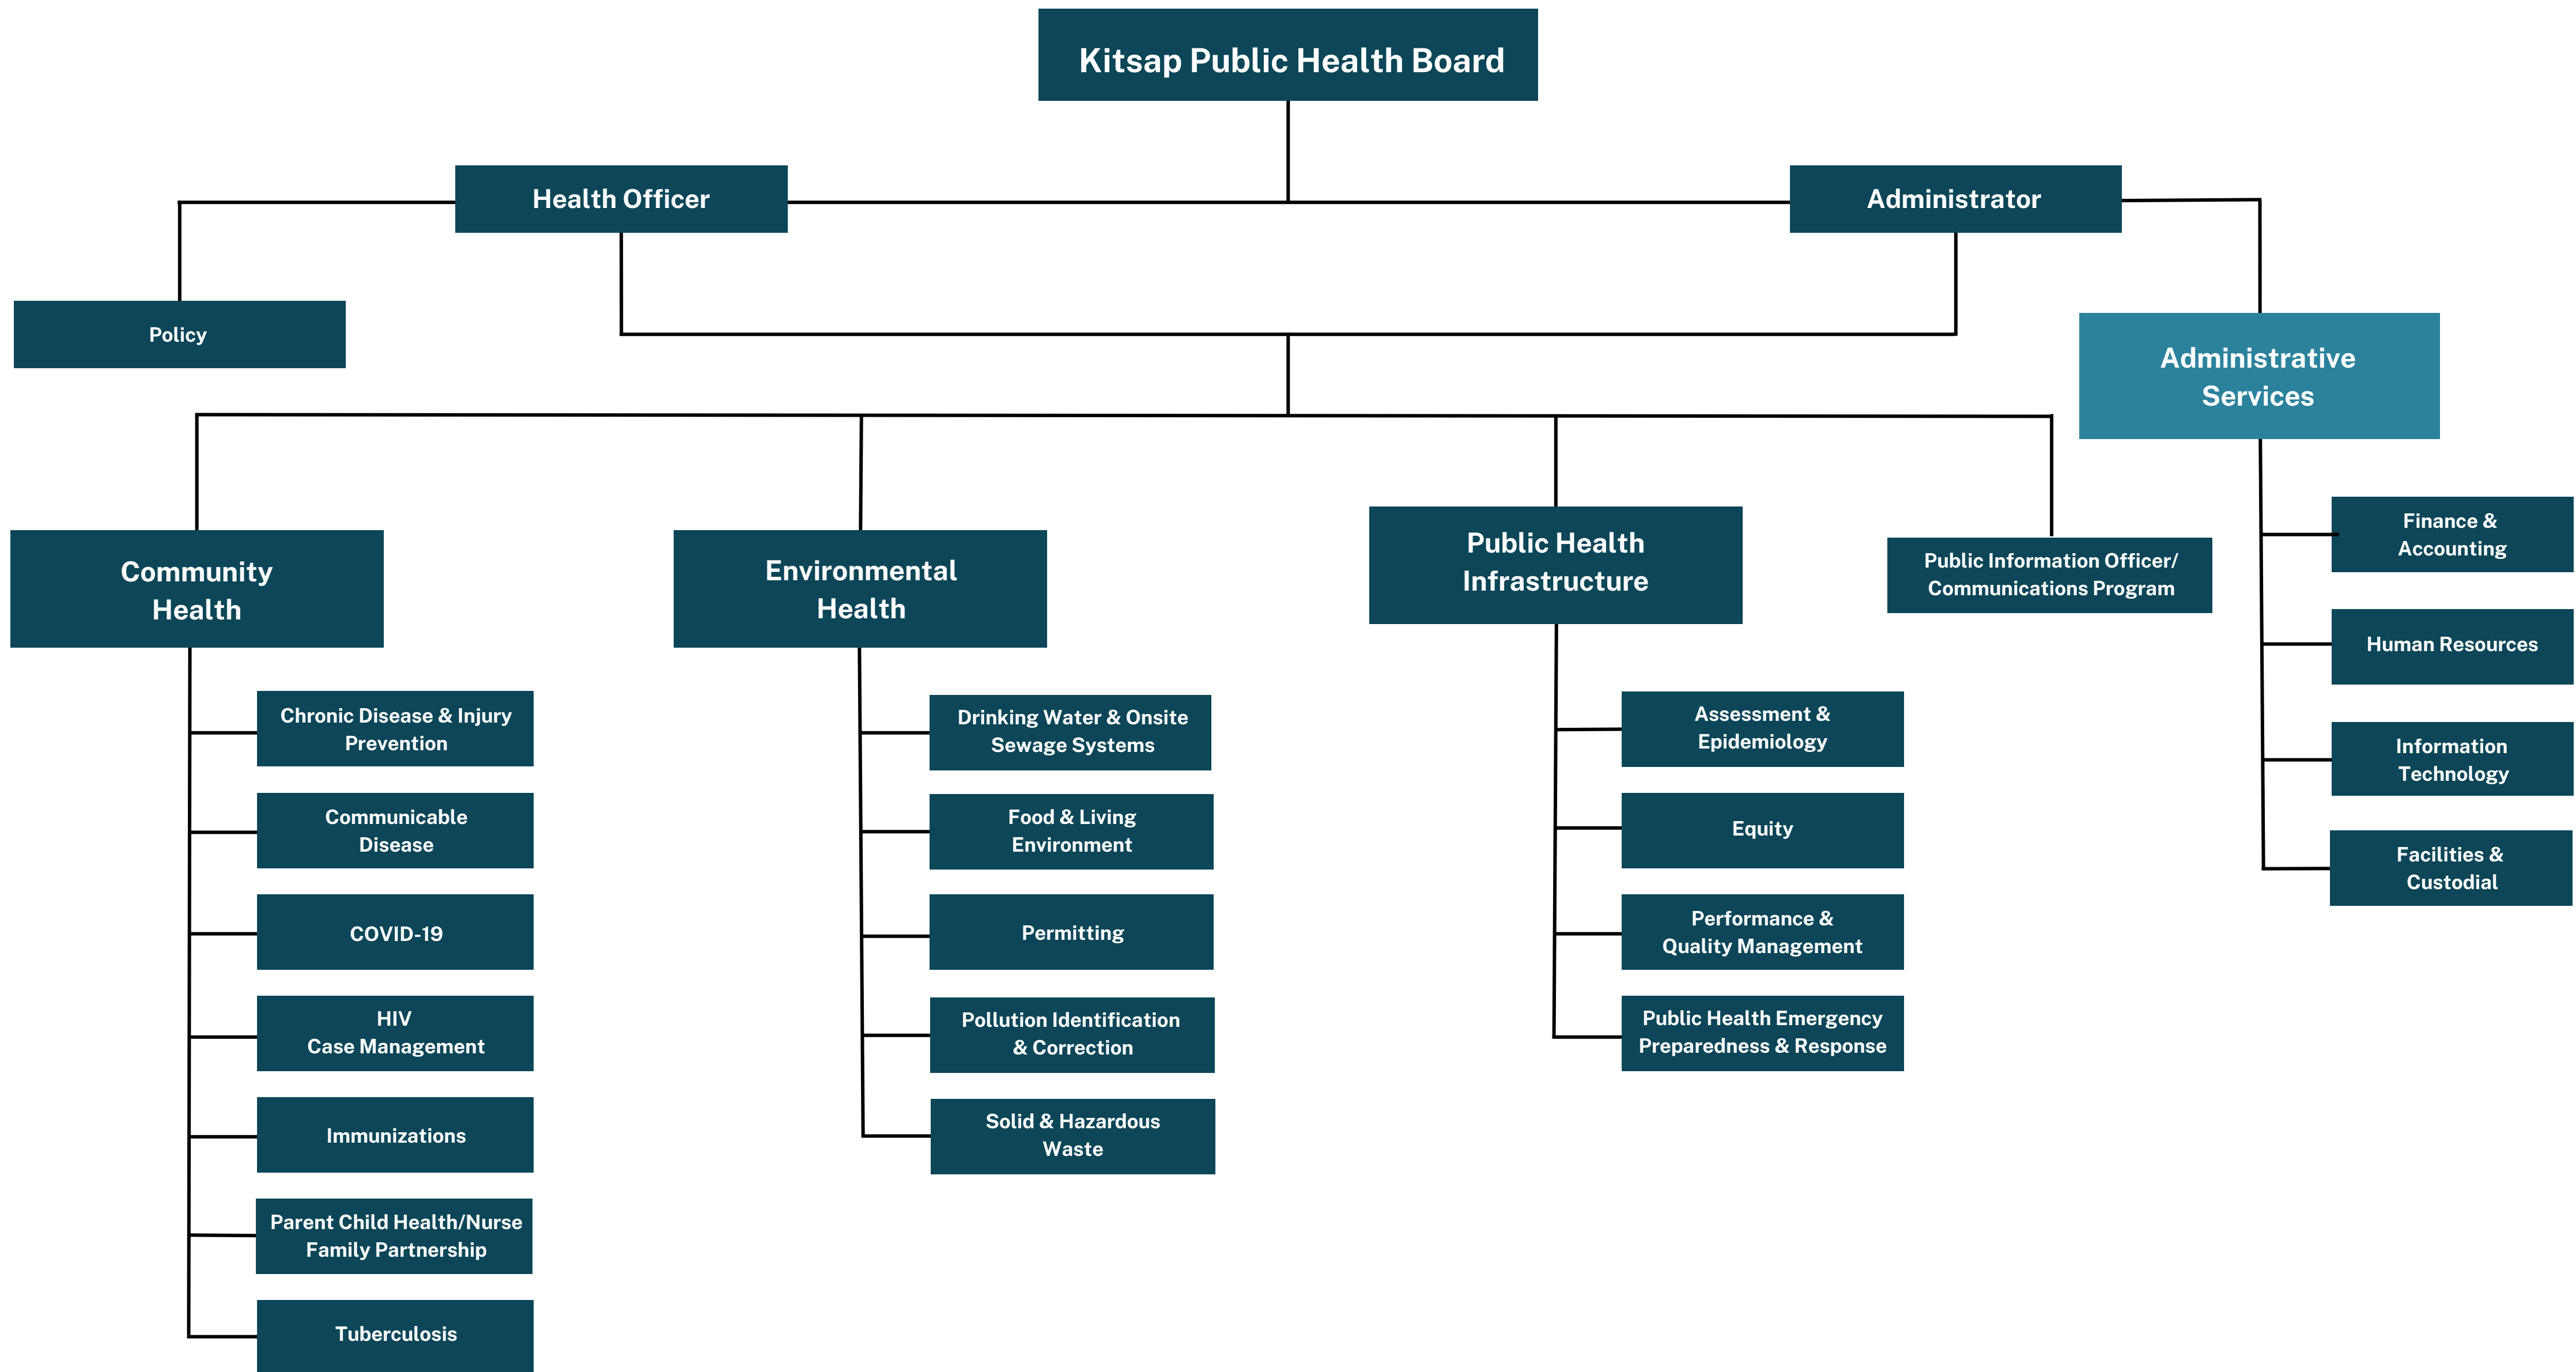 Kitsap Public Health Board
Health Officer
Administrator
Policy
Administrative
Services
Community
Health
Environmental
Health
Public Health
Infrastructure
Public Information Officer/
Communications Program
Finance &
Accounting
Human Resources
Information
Technology
Facilities &
Custodial
Chronic Disease & Injury
Prevention
Communicable
Disease
COVID-19
HIV
Case Management
Immunizations
Parent Child Health/Nurse
Family Partnership
Tuberculosis
Drinking Water & Onsite
Sewage Systems
Food & Living
Environment
Permitting
Pollution Identification
& Correction
Solid & Hazardous
Waste
Assessment &
Epidemiology
Equity
Performance &
Quality Management
Public Health Emergency
Preparedness & Response